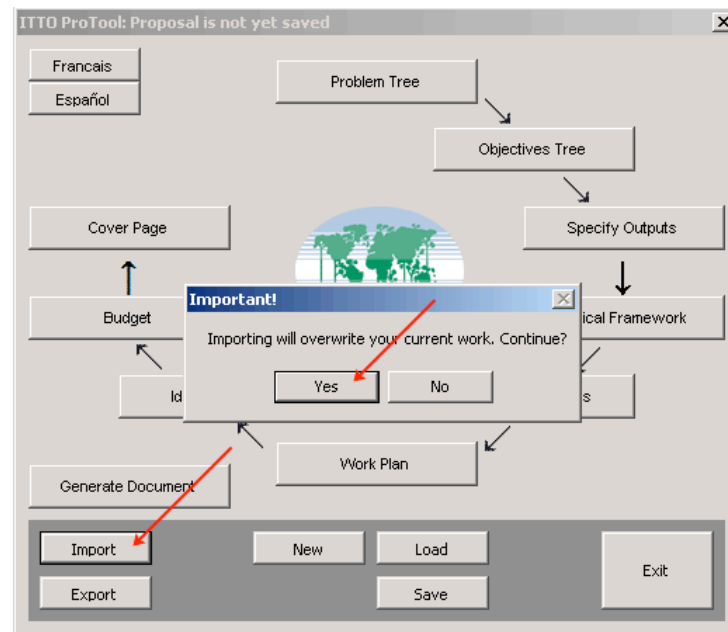 ITTO ProTool: Proposal is not yet saved
Francais
Español
Problem Tree
Objectives Tree
Cover Page
Specify Outputs
Important!
Importing will overwrite your current work. Continue?
Yes
No
Budget
ical Framework
Id
s
Work Plan
Generate Document
Import
New
Load
Exit
Export
Save